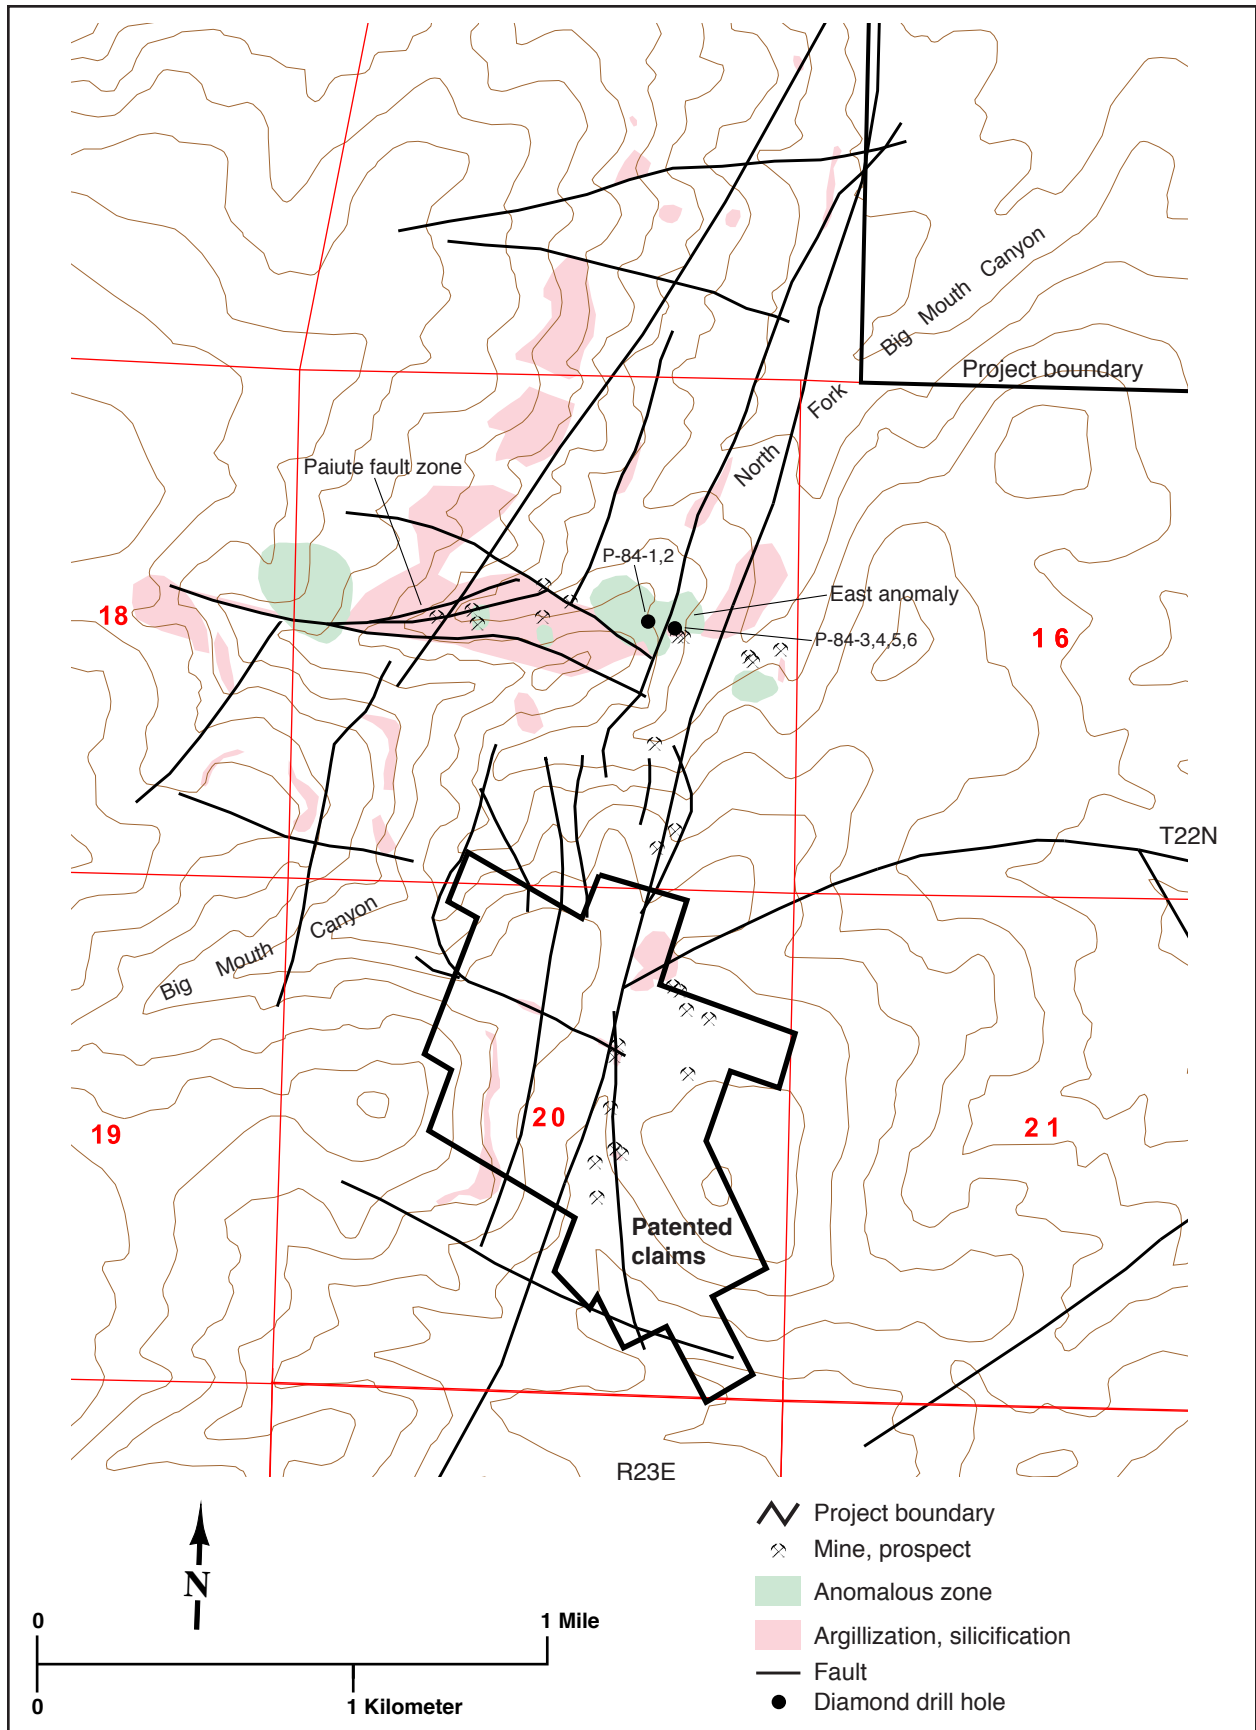 Big Mouth Canyon
Project boundary
North Fork
Paiute fault zone
P-84-1,2
East anomaly
P-84-3,4,5,6
18
16
T22N
Big Mouth Canyon
19
20
21
Patented
claims
R23E
N
0 1 Mile
0 1 Kilometer
Project boundary
Mine, prospect
Anomalous zone
Argillization, silicification
Fault
Diamond drill hole